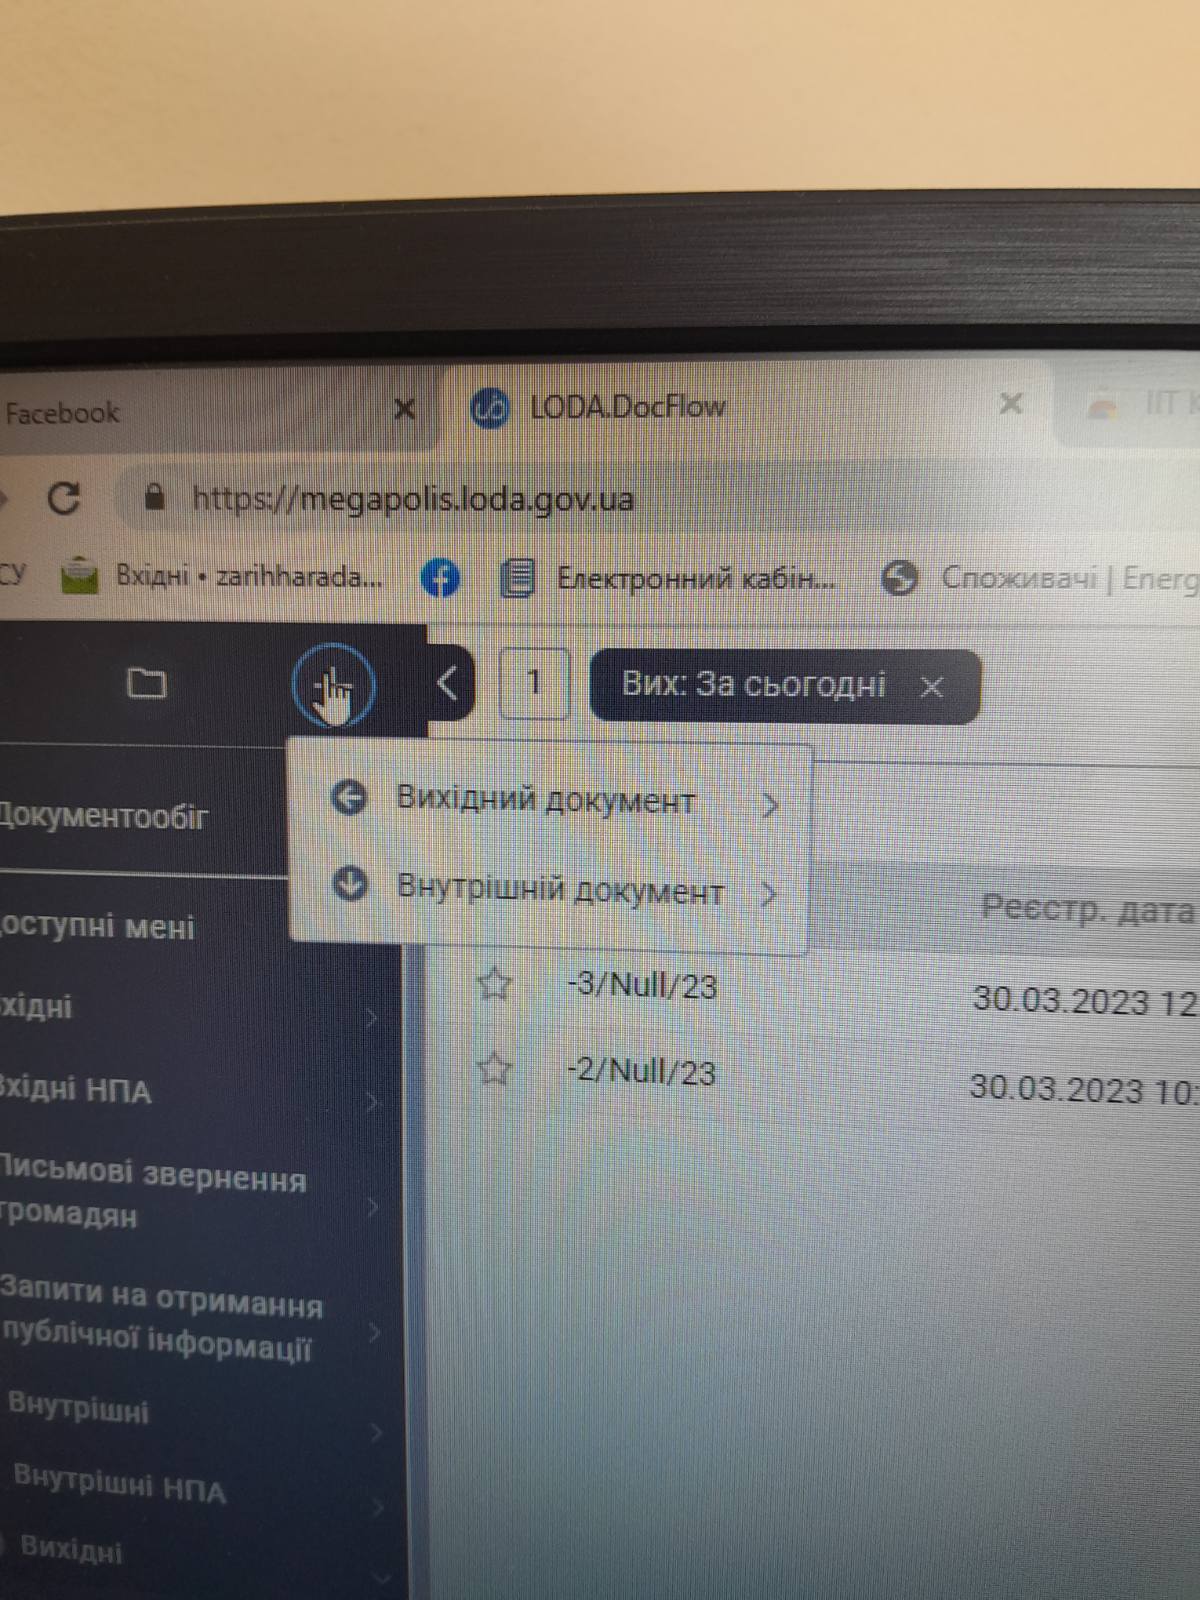 Facebook
LODA.DocFlow
ІІТ
https://megapolis.loda.gov.ua
СУ
Вхідні • zarihharada...
Електронний кабін...
Споживачі | Energ
1
Вих: За сьогодні
Документообіг
Вихідний документ
Внутрішній документ
Реєстр. дата
оступні мені
-3/Null/23
30.03.2023 12
хідні
-2/Null/23
30.03.2023 10:
Вхідні НПА
Письмові звернення
громадян
Запити на отримання
публічної інформації
Внутрішні
Внутрішні НПА
Вихідні